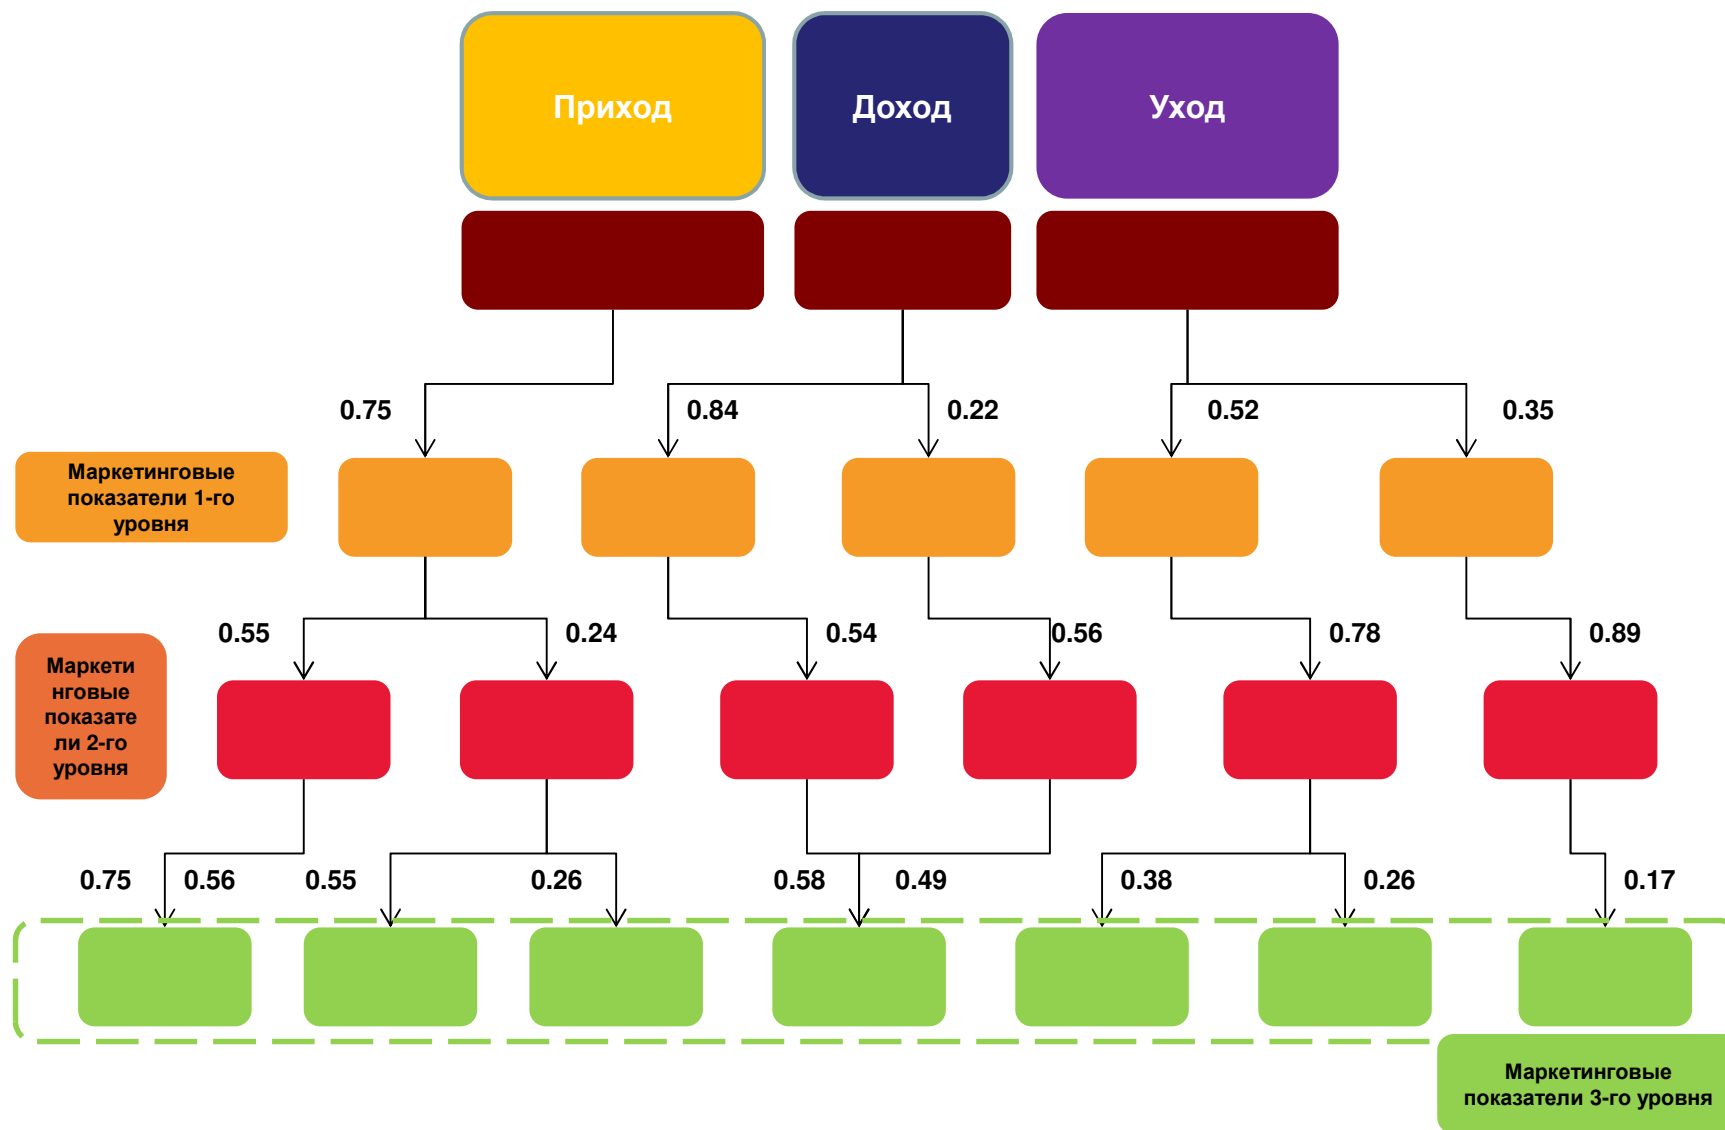 Приход
Доход
Уход
0.75
0.84
0.22
0.52
0.35
Маркетинговые
показатели 1-го
уровня
0.55
0.24
0.54
0.56
0.78
0.89
Маркети
нговые
показате
ли 2-го
уровня
0.75
0.56
0.55
0.26
0.58
0.49
0.38
0.26
0.17
Маркетинговые
показатели 3-го уровня